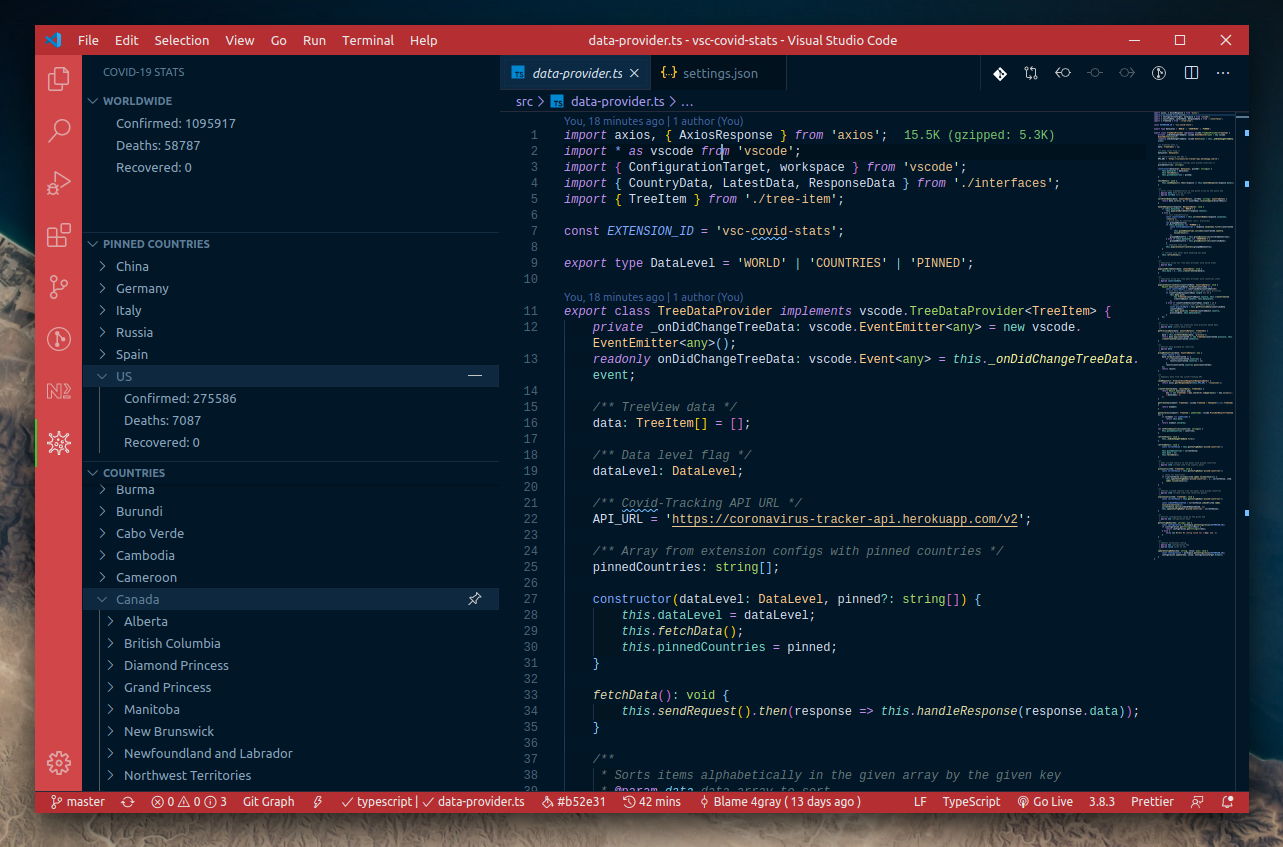 File Edit Selection View Go Run Terminal Help
data-provider.ts - vsc-covid-stats - Visual Studio Code
COVID-19 STATS
WORLDWIDE
Confirmed: 1095917
Deaths: 58787
Recovered: 0
PINNED COUNTRIES
China
Germany
Italy
Russia
Spain
US
Confirmed: 275586
Deaths: 7087
Recovered: 0
COUNTRIES
Burma
Burundi
Cabo Verde
Cambodia
Cameroon
Canada
Alberta
British Columbia
Diamond Princess
Grand Princess
Manitoba
New Brunswick
Newfoundland and Labrador
Northwest Territories
TS data-provider.ts
{..} settings.json
src > TS data-provider.ts > ...
You, 18 minutes ago | 1 author (You)
1 import axios, { AxiosResponse } from 'axios'; 15.5K (gzipped: 5.3K)
2 import * as vscode from 'vscode';
3 import { ConfigurationTarget, workspace } from 'vscode';
4 import { CountryData, LatestData, ResponseData } from './interfaces';
5 import { TreeItem } from './tree-item';
6
7 const EXTENSION_ID = 'vsc-covid-stats';
8
9 export type DataLevel = 'WORLD' | 'COUNTRIES' | 'PINNED';
10
You, 18 minutes ago | 1 author (You)
11 export class TreeDataProvider implements vscode.TreeDataProvider<TreeItem> {
12 private _onDidChangeTreeData: vscode.EventEmitter<any> = new vscode.
EventEmitter<any>();
13 readonly onDidChangeTreeData: vscode.Event<any> = this._onDidChangeTreeData.
event;
14
15 /** TreeView data */
16 data: TreeItem[] = [];
17
18 /** Data level flag */
19 dataLevel: DataLevel;
20
21 /** Covid-Tracking API URL */
22 API_URL = 'https://coronavirus-tracker-api.herokuapp.com/v2';
23
24 /** Array from extension configs with pinned countries */
25 pinnedCountries: string[];
26
27 constructor(dataLevel: DataLevel, pinned?: string[]) {
28 this.dataLevel = dataLevel;
29 this.fetchData();
30 this.pinnedCountries = pinned;
31 }
32
33 fetchData(): void {
34 this.sendRequest().then(response => this.handleResponse(response.data));
35 }
36
37 /**
38 * Sorts items alphabetically in the given array by the given key
39 * @param data data array to sort
master 0 0 3 Git Graph typescript | data-provider.ts #b52e31 42 mins Blame 4gray ( 13 days ago ) LF TypeScript Go Live 3.8.3 Prettier